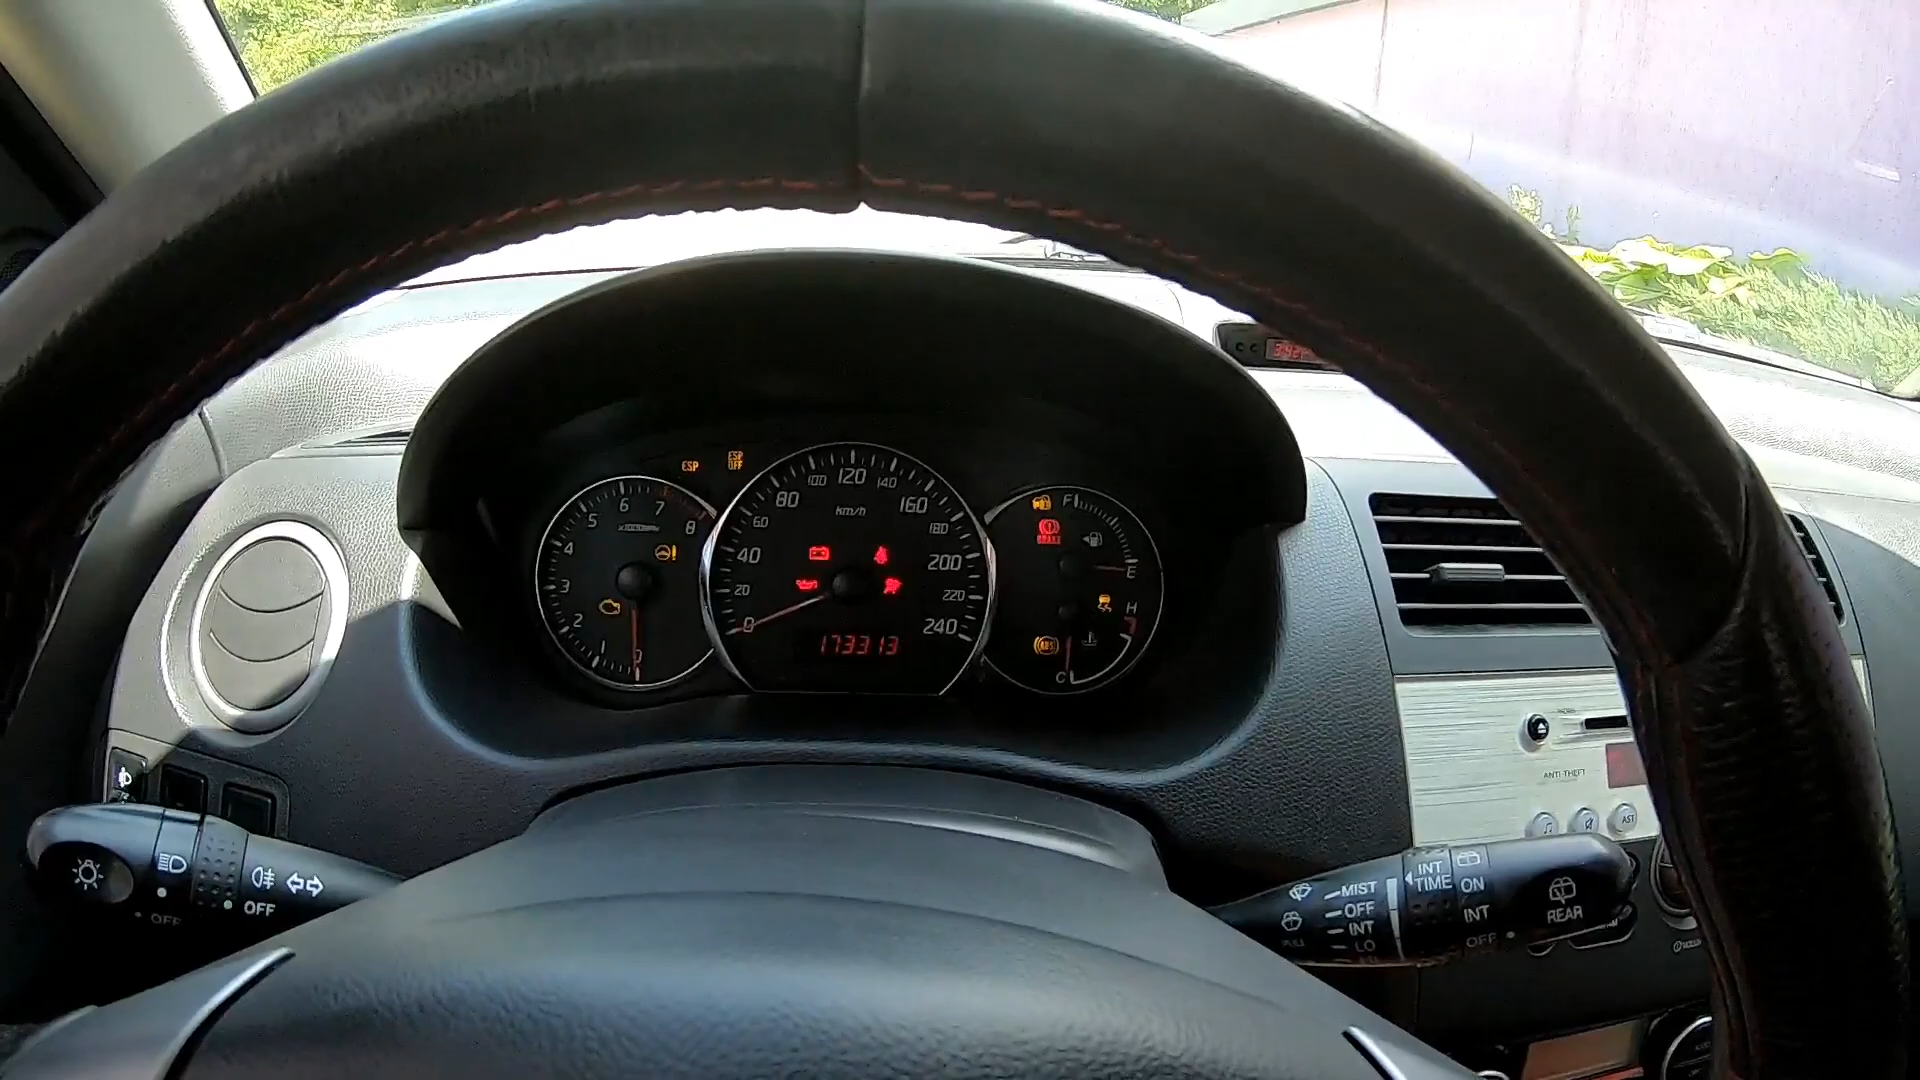 ESP
ESP OFF
0
1
2
3
4
5
6
7
8
0
20
40
60
80
100
120
140
160
180
200
220
240
km/h
173313
F
E
BRAKE
ABS
H
C
ANTI-THEFT
AST
OFF
OFF
MIST
OFF
INT
LO
INT TIME
ON
INT
OFF
REAR